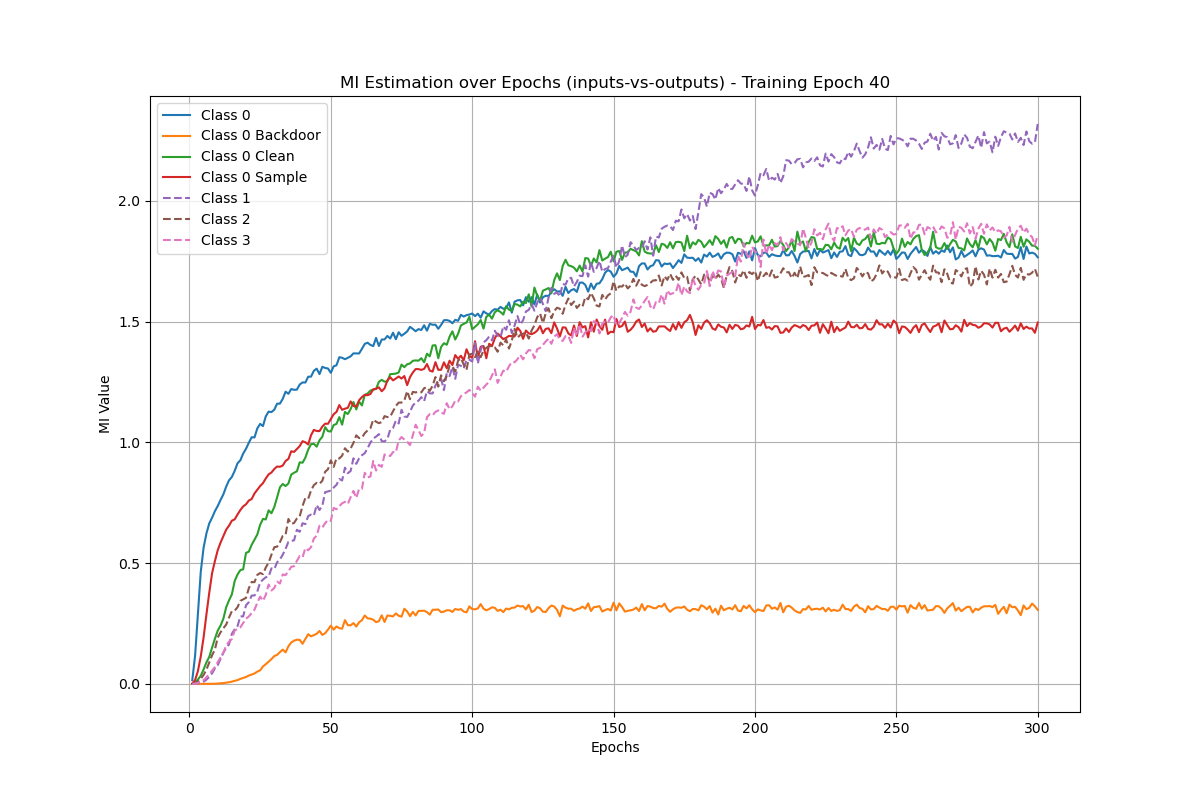 MI Estimation over Epochs (inputs-vs-outputs) - Training Epoch 40
Class 0
Class 0 Backdoor
Class 0 Clean
Class 0 Sample
Class 1
Class 2
Class 3
MI Value
2.0
1.5
1.0
0.5
0.0
0 50 100 150 200 250 300
Epochs